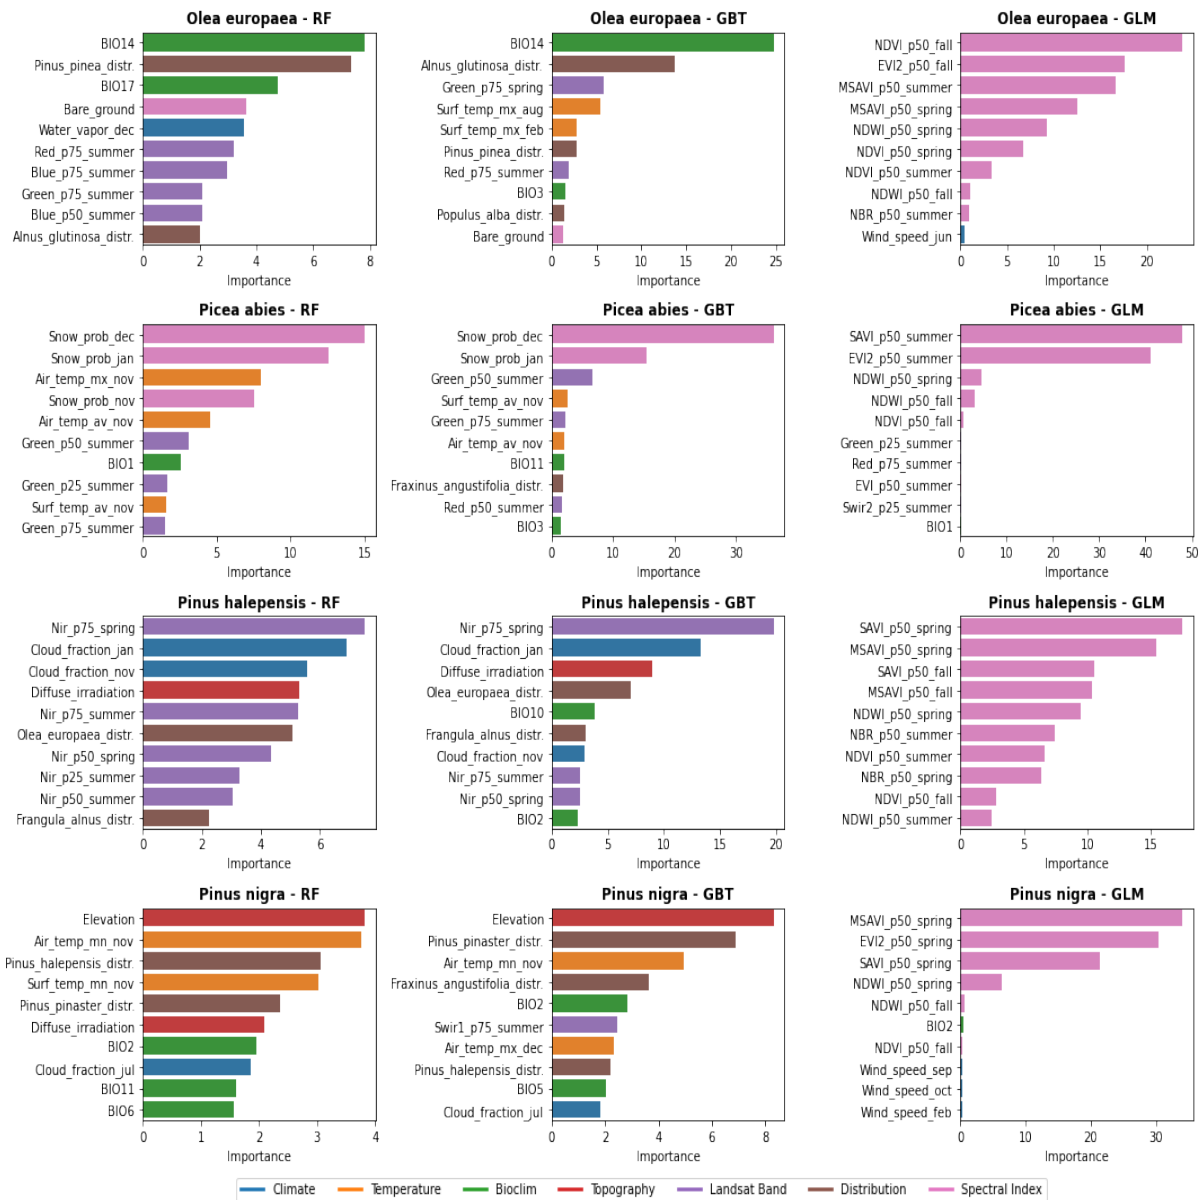 Olea europaea - RF
BIO14
Pinus_pinea_distr.
BIO17
Bare_ground
Water_vapor_dec
Red_p75_summer
Blue_p75_summer
Green_p75_summer
Blue_p50_summer
Alnus_glutinosa_distr.
0 2 4 6 8
Importance
Olea europaea - GBT
BIO14
Alnus_glutinosa_distr.
Green_p75_spring
Surf_temp_mx_aug
Surf_temp_mx_feb
Pinus_pinea_distr.
Red_p75_summer
BIO3
Populus_alba_distr.
Bare_ground
0 5 10 15 20 25
Importance
Olea europaea - GLM
NDVI_p50_fall
EVI2_p50_fall
MSAVI_p50_summer
MSAVI_p50_spring
NDWI_p50_spring
NDVI_p50_spring
NDVI_p50_summer
NDWI_p50_fall
NBR_p50_summer
Wind_speed_jun
0 5 10 15 20
Importance
Picea abies - RF
Snow_prob_dec
Snow_prob_jan
Air_temp_mx_nov
Snow_prob_nov
Air_temp_av_nov
Green_p50_summer
BIO1
Green_p25_summer
Surf_temp_av_nov
Green_p75_summer
0 5 10 15
Importance
Picea abies - GBT
Snow_prob_dec
Snow_prob_jan
Green_p50_summer
Surf_temp_av_nov
Green_p75_summer
Air_temp_av_nov
BIO11
Fraxinus_angustifolia_distr.
Red_p50_summer
BIO3
0 10 20 30
Importance
Picea abies - GLM
SAVI_p50_summer
EVI2_p50_summer
NDWI_p50_spring
NDWI_p50_fall
NDVI_p50_fall
Green_p25_summer
Red_p75_summer
EVI_p50_summer
Swir2_p25_summer
BIO1
0 10 20 30 40 50
Importance
Pinus halepensis - RF
Nir_p75_spring
Cloud_fraction_jan
Cloud_fraction_nov
Diffuse_irradiation
Nir_p75_summer
Olea_europaea_distr.
Nir_p50_spring
Nir_p25_summer
Nir_p50_summer
Frangula_alnus_distr.
0 2 4 6
Importance
Pinus halepensis - GBT
Nir_p75_spring
Cloud_fraction_jan
Diffuse_irradiation
Olea_europaea_distr.
BIO10
Frangula_alnus_distr.
Cloud_fraction_nov
Nir_p75_summer
Nir_p50_spring
BIO2
0 5 10 15 20
Importance
Pinus halepensis - GLM
SAVI_p50_spring
MSAVI_p50_spring
SAVI_p50_fall
MSAVI_p50_fall
NDWI_p50_spring
NBR_p50_summer
NDVI_p50_summer
NBR_p50_spring
NDVI_p50_fall
NDWI_p50_summer
0 5 10 15
Importance
Pinus nigra - RF
Elevation
Air_temp_mn_nov
Pinus_halepensis_distr.
Surf_temp_mn_nov
Pinus_pinaster_distr.
Diffuse_irradiation
BIO2
Cloud_fraction_jul
BIO11
BIO6
0 1 2 3 4
Importance
Pinus nigra - GBT
Elevation
Pinus_pinaster_distr.
Air_temp_mn_nov
Fraxinus_angustifolia_distr.
BIO2
Swir1_p75_summer
Air_temp_mx_dec
Pinus_halepensis_distr.
BIO5
Cloud_fraction_jul
0 2 4 6 8
Importance
Pinus nigra - GLM
MSAVI_p50_spring
EVI2_p50_spring
SAVI_p50_spring
NDWI_p50_spring
NDWI_p50_fall
BIO2
NDVI_p50_fall
Wind_speed_sep
Wind_speed_oct
Wind_speed_feb
0 10 20 30
Importance
Climate Temperature Bioclim Topography Landsat Band Distribution Spectral Index